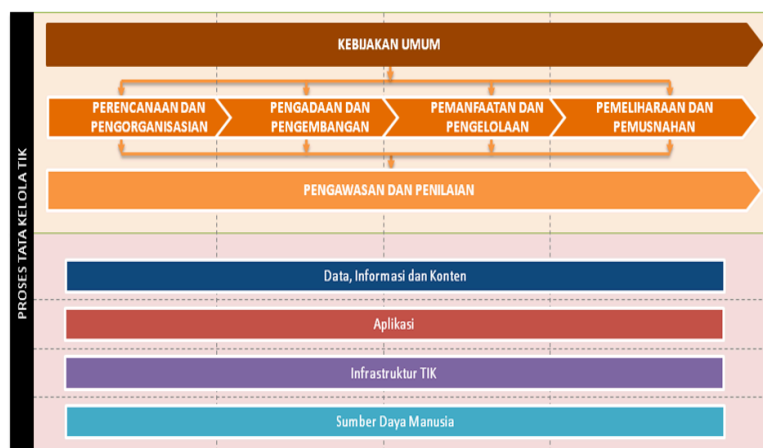 PROSES TATA KELOLA TIK
KEBIJAKAN UMUM
PERENCANAAN DAN
PENGORGANISASIAN
PENGADAAN DAN
PENGEMBANGAN
PEMANFAATAN DAN
PENGELOLAAN
PEMELIHARAAN DAN
PEMUSNAHAN
PENGAWASAN DAN PENILAIAN
Data, Informasi dan Konten
Aplikasi
Infrastruktur TIK
Sumber Daya Manusia